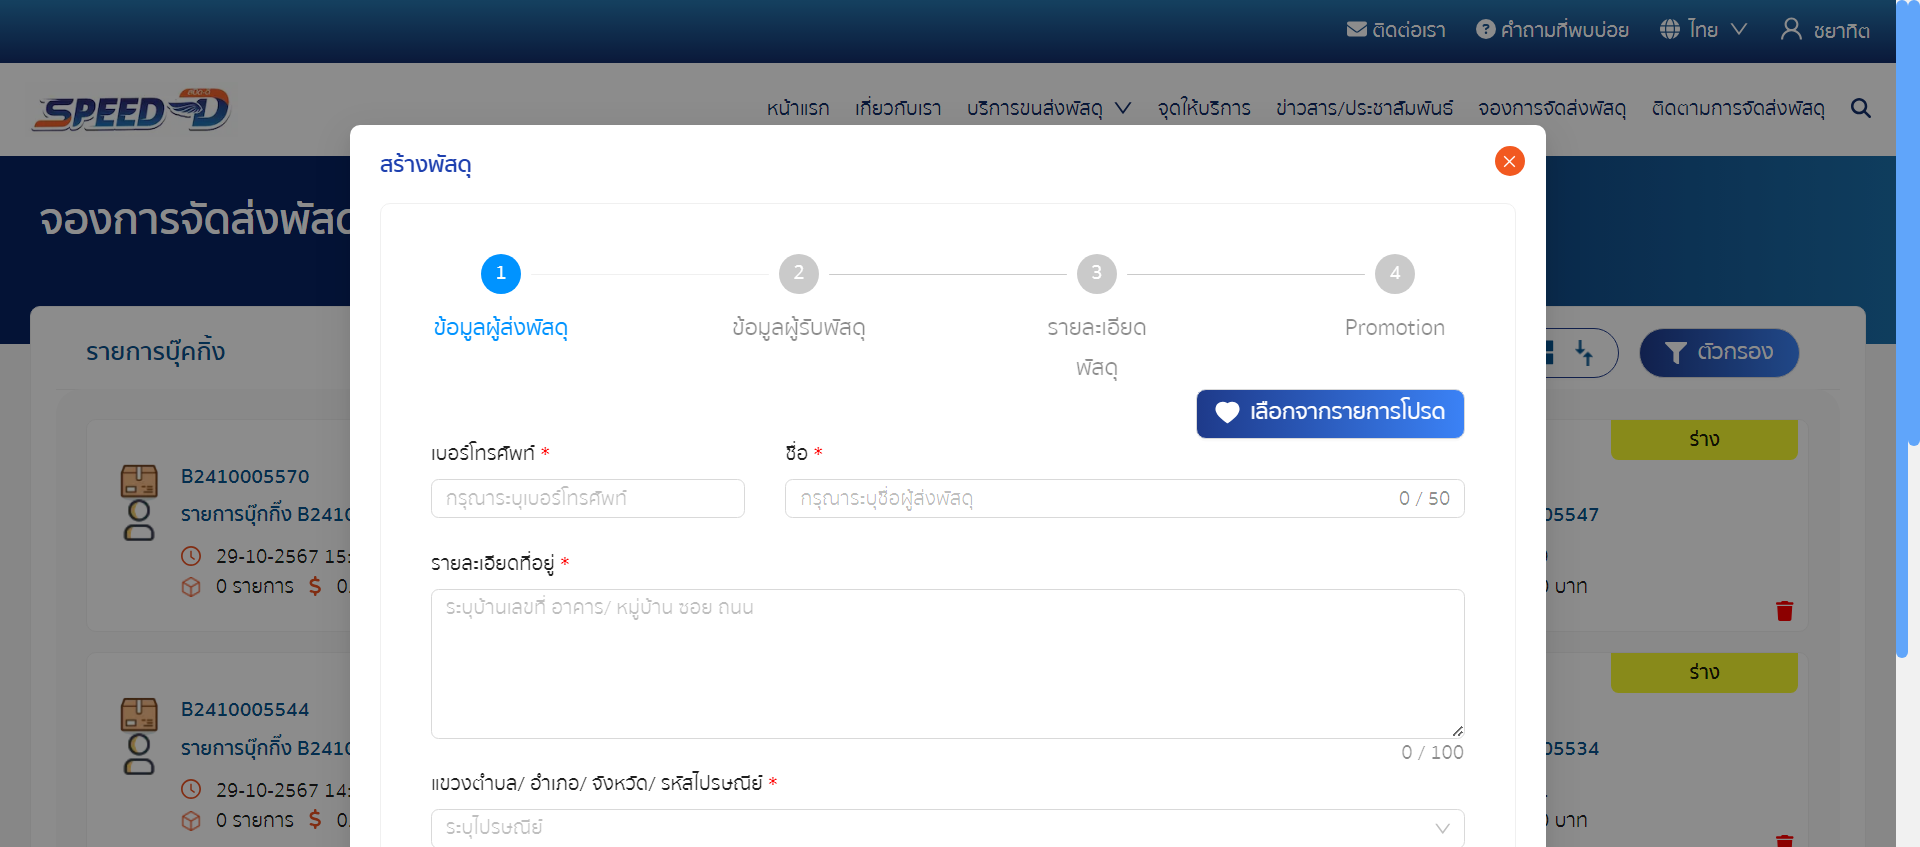 ติดต่อเรา
คำถามที่พบบ่อย
ไทย
ชยาทิต
SPEED-D
หน้าแรก
เกี่ยวกับเรา
บริการขนส่งพัสดุ
จุดให้บริการ
ข่าวสาร/ประชาสัมพันธ์
จองการจัดส่งพัสดุ
ติดตามการจัดส่งพัสดุ
สร้างพัสดุ
จองการจัดส่งพัสดุ
1
2
3
4
ข้อมูลผู้ส่งพัสดุ
ข้อมูลผู้รับพัสดุ
รายละเอียด
พัสดุ
Promotion
รายการบุ๊คกิ้ง
ตัวกรอง
เลือกจากรายการโปรด
ร่าง
เบอร์โทรศัพท์ *
ชื่อ *
B2410005570
กรุณาระบุเบอร์โทรศัพท์
กรุณาระบุชื่อผู้ส่งพัสดุ
0 / 50
รายการบุ๊กกิ้ง B241
05547
29-10-2567 15:
รายละเอียดที่อยู่ *
0 รายการ
0
บาท
ระบุบ้านเลขที่ อาคาร/ หมู่บ้าน ซอย ถนน
ร่าง
B2410005544
รายการบุ๊กกิ้ง B241
05534
0 / 100
29-10-2567 14:
แขวงตำบล/ อำเภอ/ จังหวัด/ รหัสไปรษณีย์ *
0 รายการ
0
บาท
ระบุไปรษณีย์